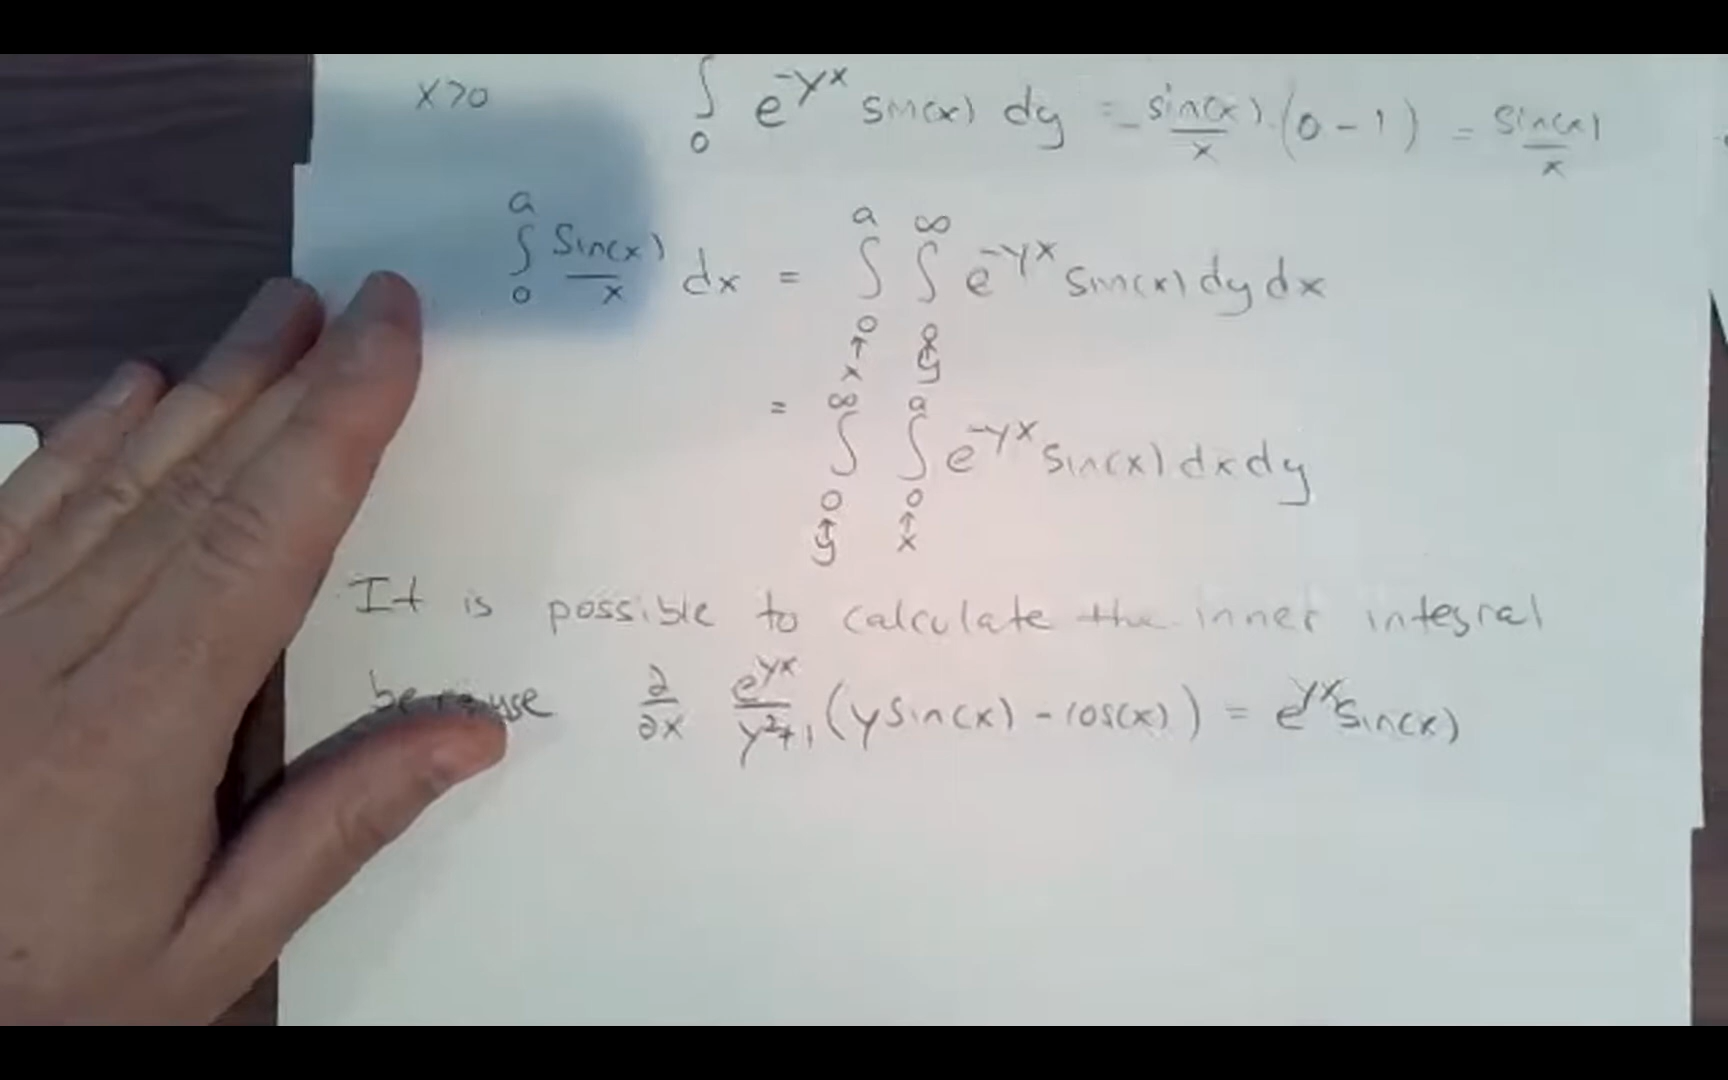 x>0 ∫₀ e^{-yx} sin(x) dy = -sin(x)/x · (0-1) = sin(x)/x
∫₀^a sin(x)/x dx = ∫₀^a ∫₀^∞ e^{-yx} sin(x) dy dx
↑ ↑
x y
= ∫₀^∞ ∫₀^a e^{-yx} sin(x) dx dy
↑ ↑
y x
It is possible to calculate the inner integral
because ∂/∂x e^{yx}/(y²+1) (y sin(x) - cos(x)) = e^{yx} sin(x)